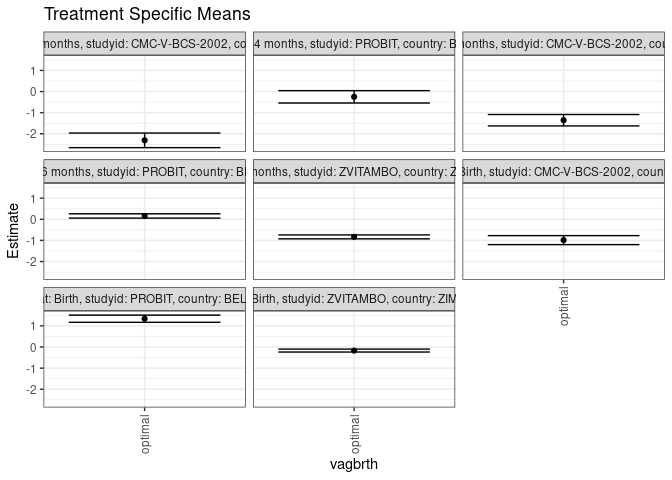 Treatment Specific Means
months, studyid: CMC-V-BCS-2002, co
4 months, studyid: PROBIT, country: B
months, studyid: CMC-V-BCS-2002, cou
1
0
-1
-2
6 months, studyid: PROBIT, country: B
months, studyid: ZVITAMBO, country: Z
Birth, studyid: CMC-V-BCS-2002, coun
1
0
-1
-2
Estimate
t: Birth, studyid: PROBIT, country: BEL
Birth, studyid: ZVITAMBO, country: ZIM
1
0
-1
-2
optimal
optimal
optimal
vagbrth